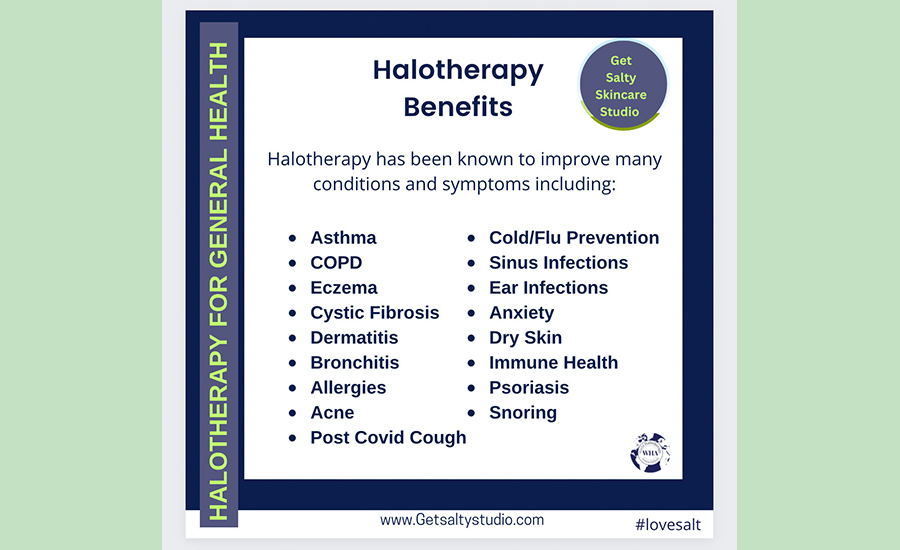 HALOTHERAPY FOR GENERAL HEALTH
Halotherapy
Benefits
Get
Salty
Skincare
Studio
Halotherapy has been known to improve many
conditions and symptoms including:
• Asthma
• COPD
• Eczema
• Cystic Fibrosis
• Dermatitis
• Bronchitis
• Allergies
• Acne
• Post Covid Cough
• Cold/Flu Prevention
• Sinus Infections
• Ear Infections
• Anxiety
• Dry Skin
• Immune Health
• Psoriasis
• Snoring
WHA
www.Getsaltystudio.com
#lovesalt